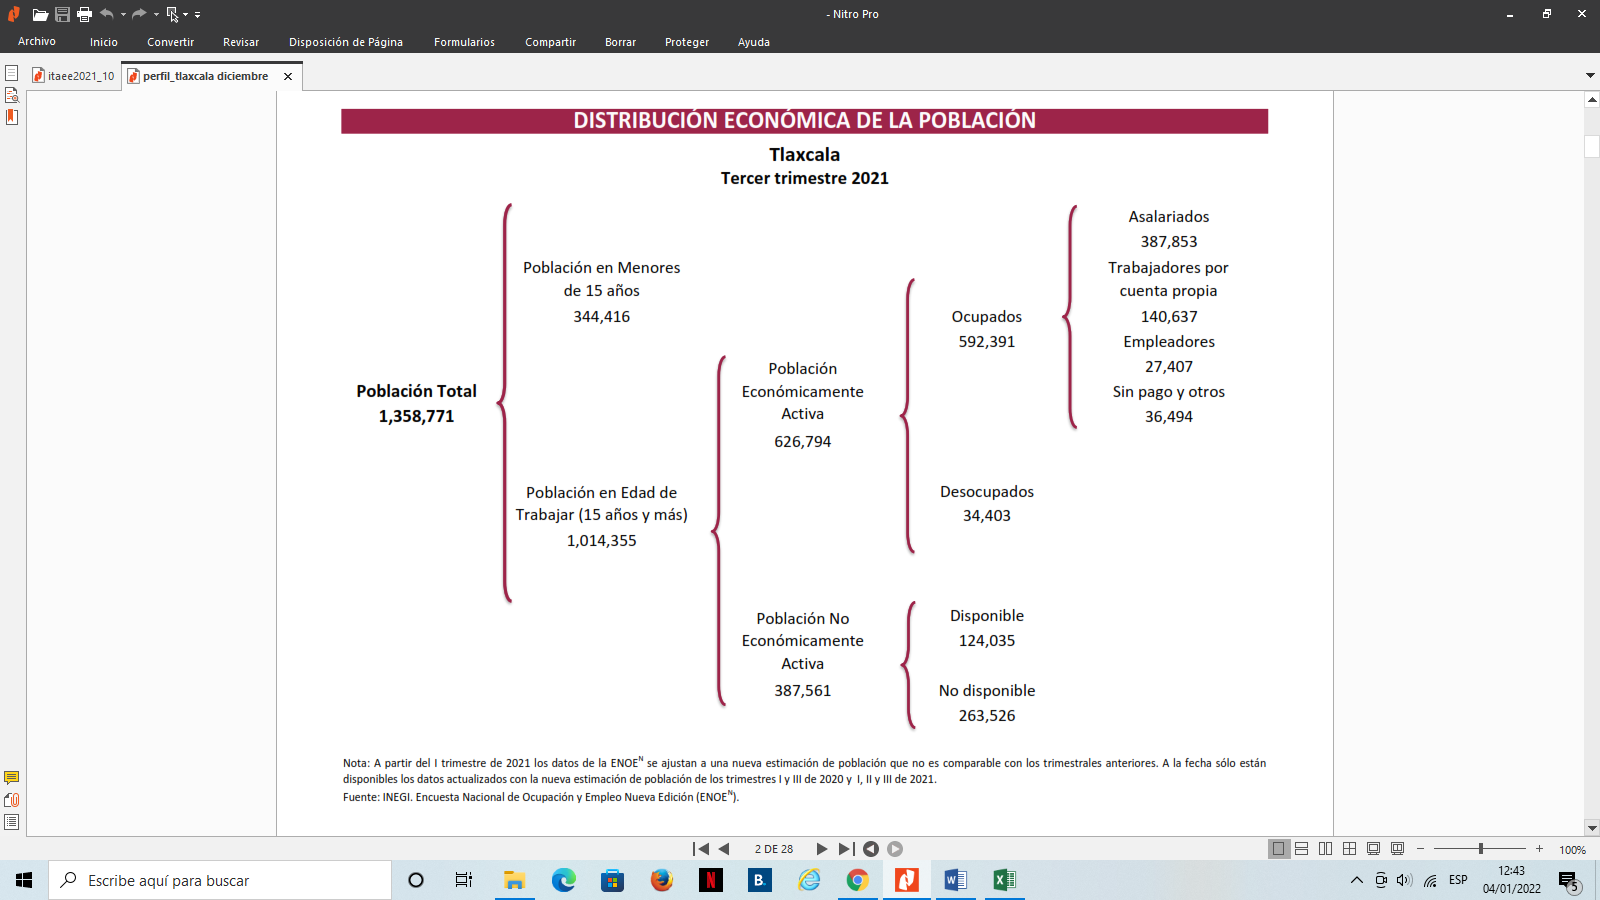 - Nitro Pro
Archivo
Inicio
Convertir
Revisar
Disposición de Página
Formularios
Compartir
Borrar
Proteger
Ayuda
itaee2021_10
perfil_tlaxcala diciembre
DISTRIBUCIÓN ECONÓMICA DE LA POBLACIÓN
Tlaxcala
Tercer trimestre 2021
Población Total
1,358,771
Población en Menores
de 15 años
344,416
Población en Edad de
Trabajar (15 años y más)
1,014,355
Población
Económicamente
Activa
626,794
Población No
Económicamente
Activa
387,561
Ocupados
592,391
Desocupados
34,403
Disponible
124,035
No disponible
263,526
Asalariados
387,853
Trabajadores por
cuenta propia
140,637
Empleadores
27,407
Sin pago y otros
36,494
Nota: A partir del I trimestre de 2021 los datos de la ENOEᴺ se ajustan a una nueva estimación de población que no es comparable con los trimestrales anteriores. A la fecha sólo están
disponibles los datos actualizados con la nueva estimación de población de los trimestres I y III de 2020 y I, II y III de 2021.
Fuente: INEGI. Encuesta Nacional de Ocupación y Empleo Nueva Edición (ENOEᴺ).
2 DE 28
100%
Escribe aquí para buscar
N
B.
W
X
ESP
12:43
04/01/2022
5